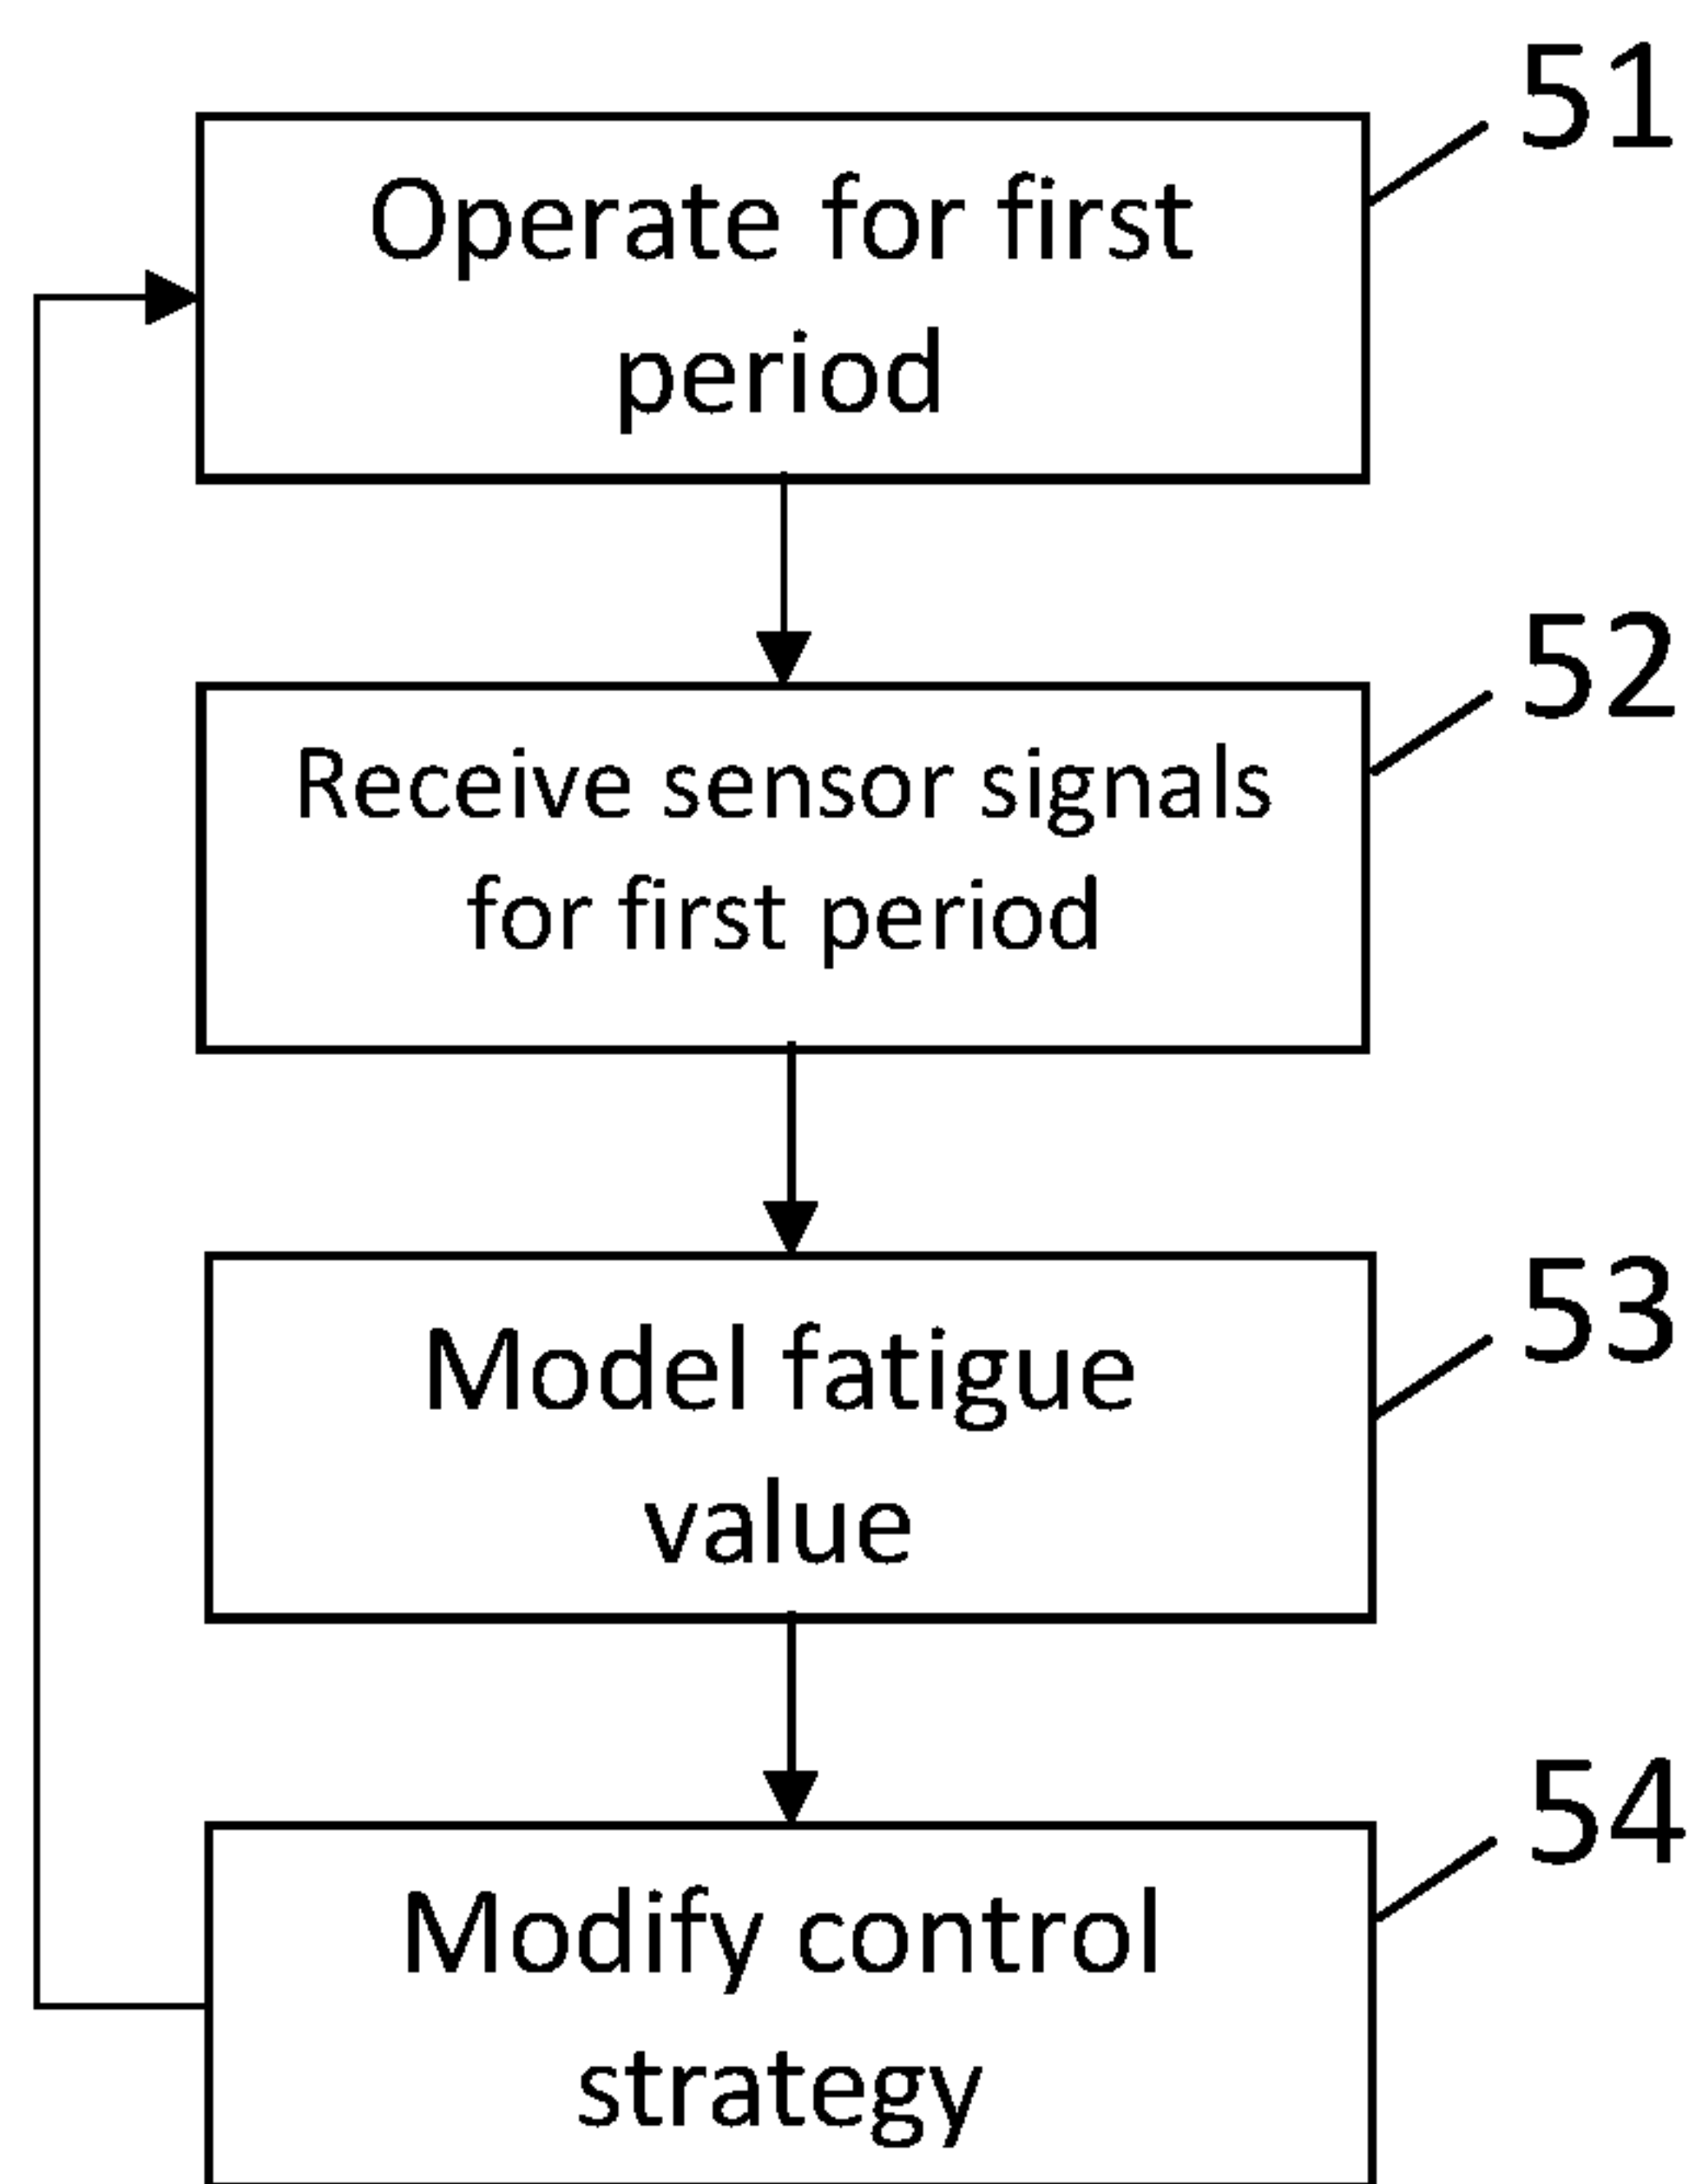 51
Operate for first
period
52
Receive sensor signals
for first period
53
Model fatigue
value
54
Modify control
strategy